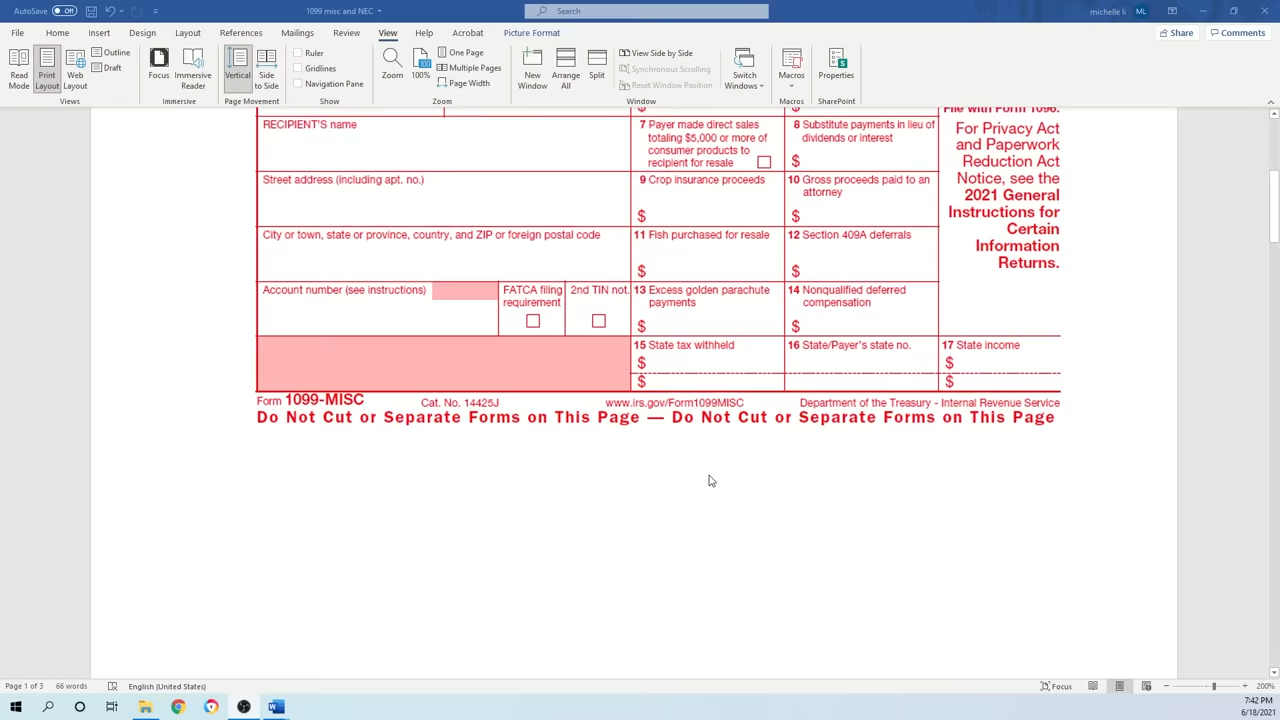 AutoSave Off
1099 misc and NEC
Search
michelle li ML
File Home Insert Design Layout References Mailings Review View Help Acrobat Picture Format
Share Comments
Read Mode
Print Layout
Web Layout
Outline
Draft
Views
Focus
Immersive Reader
Immersive
Vertical
Side to Side
Page Movement
Ruler
Gridlines
Navigation Pane
Show
Zoom
100
100%
One Page
Multiple Pages
Page Width
Zoom
New Window
Arrange All
Split
View Side by Side
Synchronous Scrolling
Reset Window Position
Switch Windows
Window
Macros
Macros
Properties
SharePoint
File with Form 1096.
RECIPIENT'S name
7 Payer made direct sales
totaling $5,000 or more of
consumer products to
recipient for resale
8 Substitute payments in lieu of
dividends or interest
$
For Privacy Act
and Paperwork
Reduction Act
Notice, see the
2021 General
Instructions for
Certain
Information
Returns.
Street address (including apt. no.)
9 Crop insurance proceeds
$
10 Gross proceeds paid to an
attorney
$
City or town, state or province, country, and ZIP or foreign postal code
11 Fish purchased for resale
$
12 Section 409A deferrals
$
Account number (see instructions)
FATCA filing
requirement
2nd TIN not.
13 Excess golden parachute
payments
$
14 Nonqualified deferred
compensation
$
15 State tax withheld
$
$
16 State/Payer's state no.
17 State income
$
$
Form 1099-MISC
Cat. No. 14425J
www.irs.gov/Form1099MISC
Department of the Treasury - Internal Revenue Service
Do Not Cut or Separate Forms on This Page — Do Not Cut or Separate Forms on This Page
Page 1 of 3 66 words English (United States)
Focus
200%
7:42 PM
6/18/2021